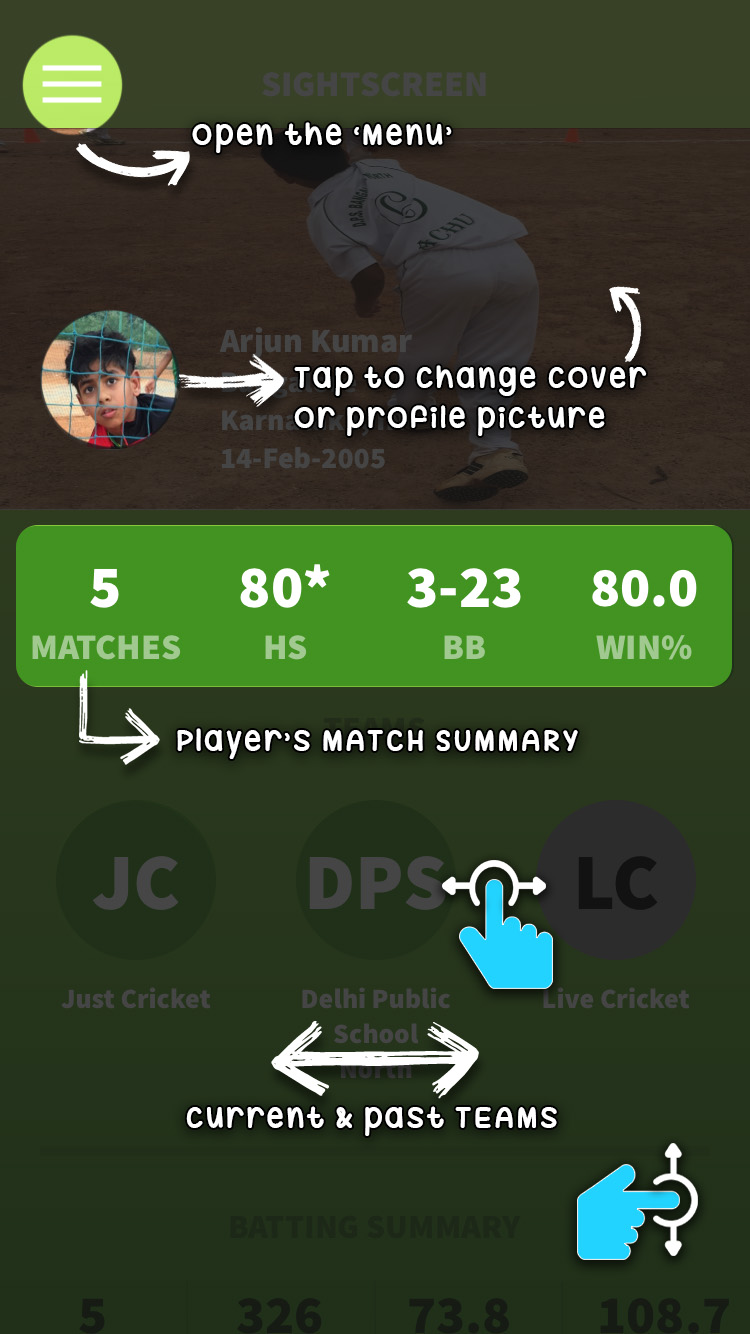 SIGHTSCREEN
Open the ‘Menu’
D.P.S. BANGALORE
ACHU
Arjun Kumar
Tap to change cover
or profile picture
14-Feb-2005
5 80* 3-23 80.0
MATCHES HS BB WIN%
TEAMS
Player's MATCH SUMMARY
JC DPS LC
Just Cricket Delhi Public Live Cricket
School
North
Current & past TEAMS
BATTING SUMMARY
5 326 73.8 108.7